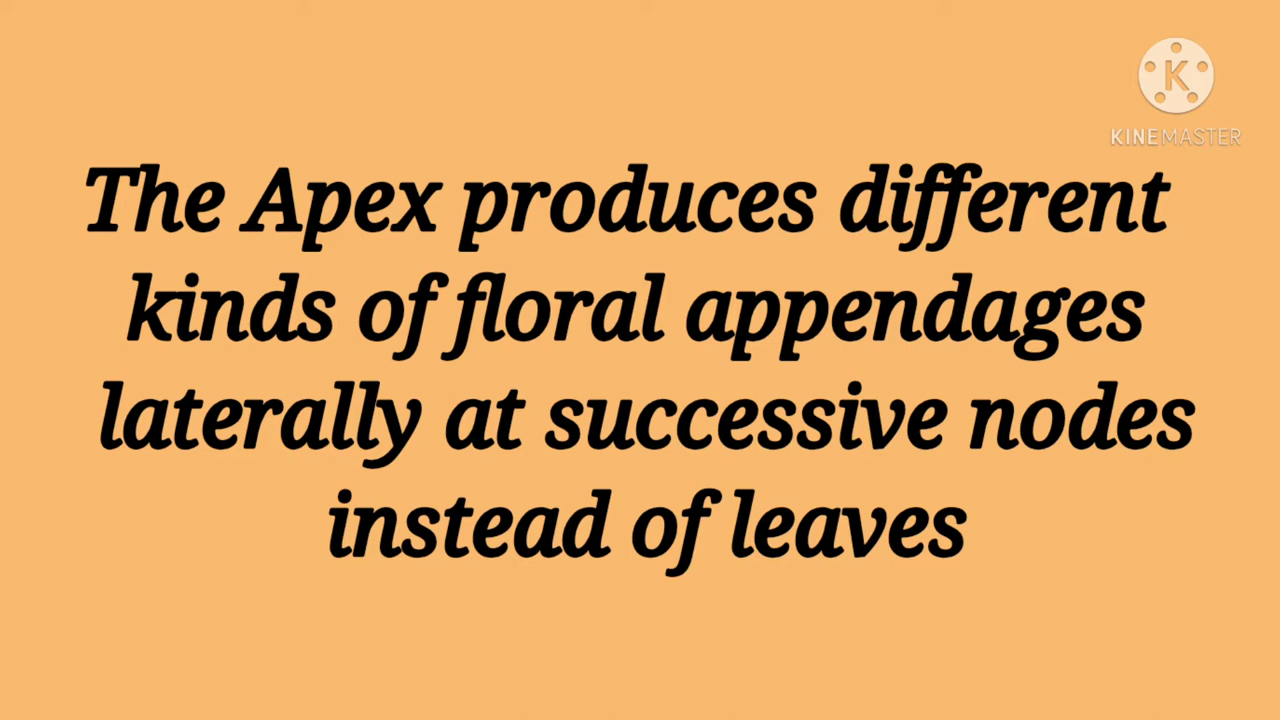 K
KINEMASTER
The Apex produces different
kinds of floral appendages
laterally at successive nodes
instead of leaves